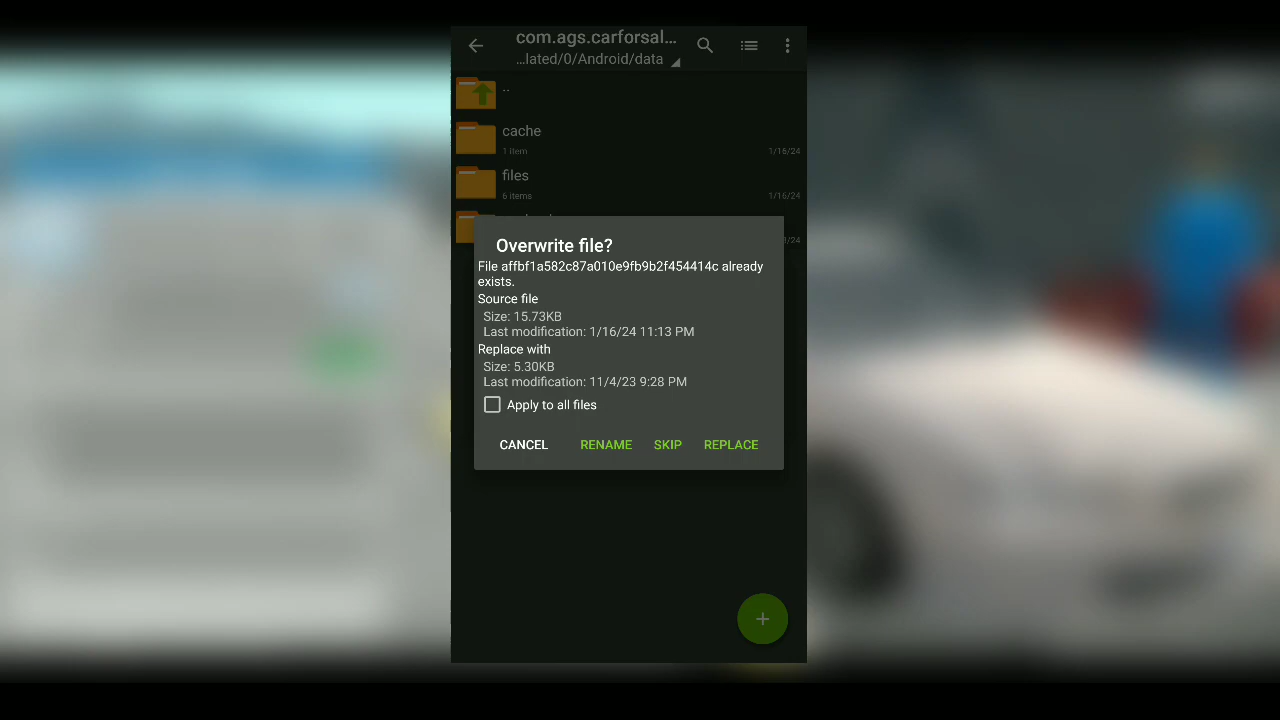 com.ags.carforsal...
...lated/0/Android/data
..
cache
1 item
1/16/24
files
6 items
1/16/24
Overwrite file?
File affbf1a582c87a010e9fb9b2f454414c already
exists.
Source file
Size: 15.73KB
Last modification: 1/16/24 11:13 PM
Replace with
Size: 5.30KB
Last modification: 11/4/23 9:28 PM
Apply to all files
CANCEL
RENAME
SKIP
REPLACE